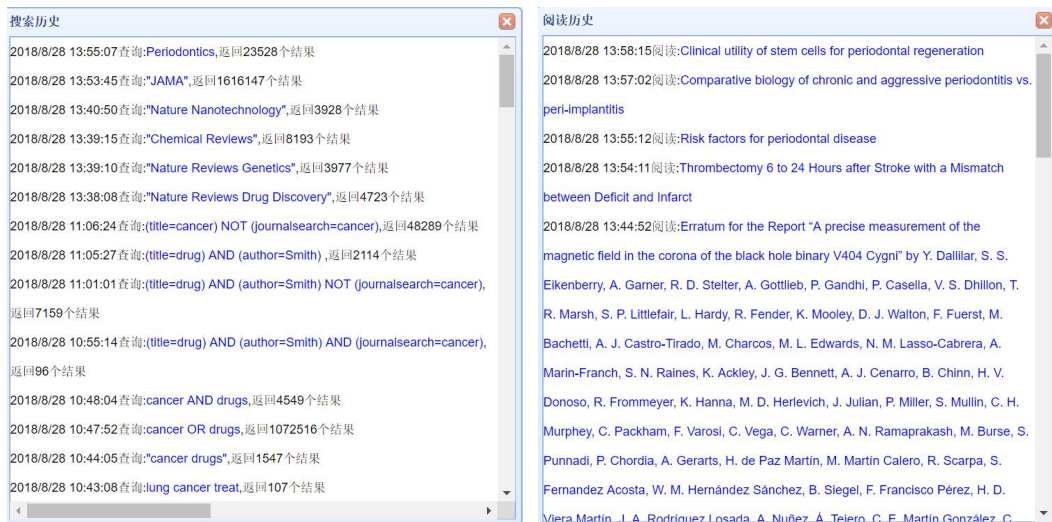 搜索历史
2018/8/28 13:55:07查询:Periodontics,返回23528个结果
2018/8/28 13:53:45查询:"JAMA",返回1616147个结果
2018/8/28 13:40:50查询:"Nature Nanotechnology",返回3928个结果
2018/8/28 13:39:15查询:"Chemical Reviews",返回8193个结果
2018/8/28 13:39:10查询:"Nature Reviews Genetics",返回3977个结果
2018/8/28 13:38:08查询:"Nature Reviews Drug Discovery",返回4723个结果
2018/8/28 11:06:24查询:(title=cancer) NOT (journalsearch=cancer),返回48289个结果
2018/8/28 11:05:27查询:(title=drug) AND (author=Smith) ,返回2114个结果
2018/8/28 11:01:01查询:(title=drug) AND (author=Smith) NOT (journalsearch=cancer),
返回7159个结果
2018/8/28 10:55:14查询:(title=drug) AND (author=Smith) AND (journalsearch=cancer),
返回96个结果
2018/8/28 10:48:04查询:cancer AND drugs,返回4549个结果
2018/8/28 10:47:52查询:cancer OR drugs,返回1072516个结果
2018/8/28 10:44:05查询:"cancer drugs",返回1547个结果
2018/8/28 10:43:08查询:lung cancer treat,返回107个结果
阅读历史
2018/8/28 13:58:15阅读:Clinical utility of stem cells for periodontal regeneration
2018/8/28 13:57:02阅读:Comparative biology of chronic and aggressive periodontitis vs.
peri-implantitis
2018/8/28 13:55:12阅读:Risk factors for periodontal disease
2018/8/28 13:54:11阅读:Thrombectomy 6 to 24 Hours after Stroke with a Mismatch
between Deficit and Infarct
2018/8/28 13:44:52阅读:Erratum for the Report “A precise measurement of the
magnetic field in the corona of the black hole binary V404 Cygni” by Y. Dallilar, S. S.
Eikenberry, A. Garner, R. D. Stelter, A. Gottlieb, P. Gandhi, P. Casella, V. S. Dhillon, T.
R. Marsh, S. P. Littlefair, L. Hardy, R. Fender, K. Mooley, D. J. Walton, F. Fuerst, M.
Bachetti, A. J. Castro-Tirado, M. Charcos, M. L. Edwards, N. M. Lasso-Cabrera, A.
Marin-Franch, S. N. Raines, K. Ackley, J. G. Bennett, A. J. Cenarro, B. Chinn, H. V.
Donoso, R. Frommeyer, K. Hanna, M. D. Herlevich, J. Julian, P. Miller, S. Mullin, C. H.
Murphey, C. Packham, F. Varosi, C. Vega, C. Warner, A. N. Ramaprakash, M. Burse, S.
Punnadi, P. Chordia, A. Gerarts, H. de Paz Martín, M. Martín Calero, R. Scarpa, S.
Fernandez Acosta, W. M. Hernández Sánchez, B. Siegel, F. Francisco Pérez, H. D.
Viera Martín, J. A. Rodríguez Losada, A. Nuñez, Á. Tejero, C. E. Martín González, C.